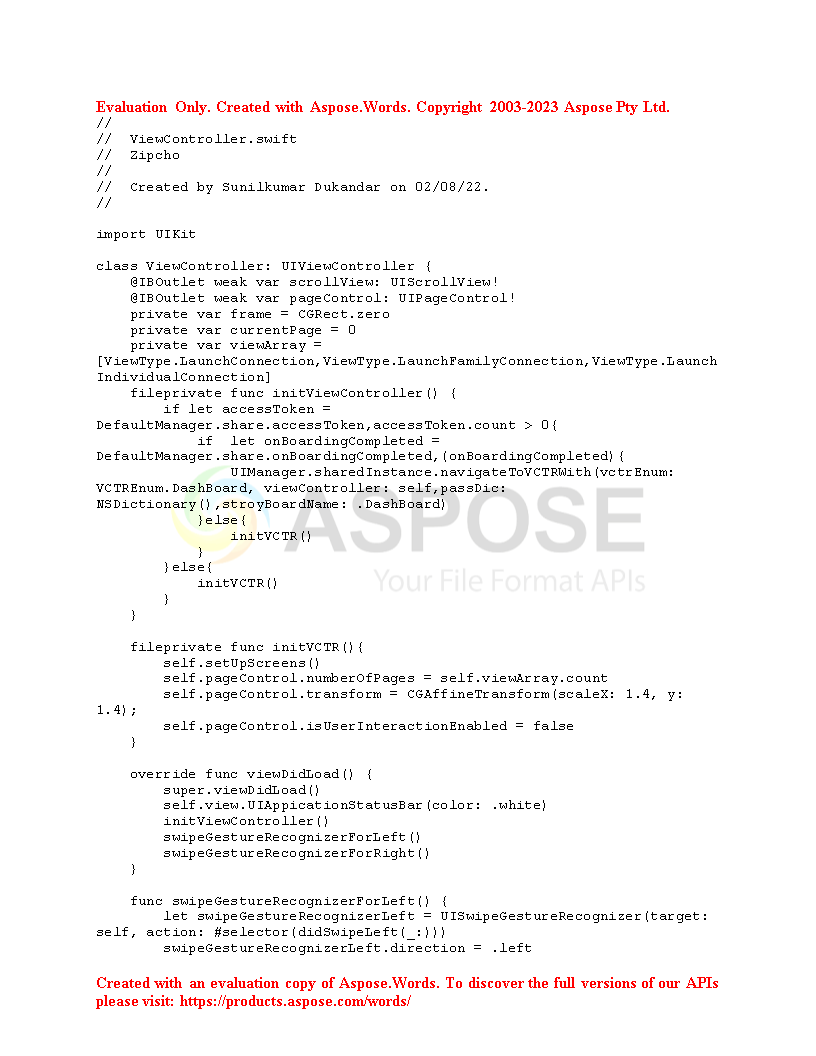 Evaluation Only. Created with Aspose.Words. Copyright 2003-2023 Aspose Pty Ltd.
//
//  ViewController.swift
//  Zipcho
//
//  Created by Sunilkumar Dukandar on 02/08/22.
//
import UIKit
class ViewController: UIViewController {
    @IBOutlet weak var scrollView: UIScrollView!
    @IBOutlet weak var pageControl: UIPageControl!
    private var frame = CGRect.zero
    private var currentPage = 0
    private var viewArray =
[ViewType.LaunchConnection,ViewType.LaunchFamilyConnection,ViewType.Launch
IndividualConnection]
    fileprivate func initViewController() {
        if let accessToken =
DefaultManager.share.accessToken,accessToken.count > 0{
            if  let onBoardingCompleted =
DefaultManager.share.onBoardingCompleted,(onBoardingCompleted){
                UIManager.sharedInstance.navigateToVCTRWith(vctrEnum:
VCTREnum.DashBoard, viewController: self,passDic:
NSDictionary(),stroyBoardName: .DashBoard)
            }else{
                initVCTR()
            }
        }else{
            initVCTR()
        }
    }
    fileprivate func initVCTR(){
        self.setUpScreens()
        self.pageControl.numberOfPages = self.viewArray.count
        self.pageControl.transform = CGAffineTransform(scaleX: 1.4, y:
1.4);
        self.pageControl.isUserInteractionEnabled = false
    }
    override func viewDidLoad() {
        super.viewDidLoad()
        self.view.UIAppicationStatusBar(color: .white)
        initViewController()
        swipeGestureRecognizerForLeft()
        swipeGestureRecognizerForRight()
    }
    func swipeGestureRecognizerForLeft() {
        let swipeGestureRecognizerLeft = UISwipeGestureRecognizer(target:
self, action: #selector(didSwipeLeft(_:)))
        swipeGestureRecognizerLeft.direction = .left
ASPOSE
Your File Format APIs
Created with an evaluation copy of Aspose.Words. To discover the full versions of our APIs
please visit: https://products.aspose.com/words/